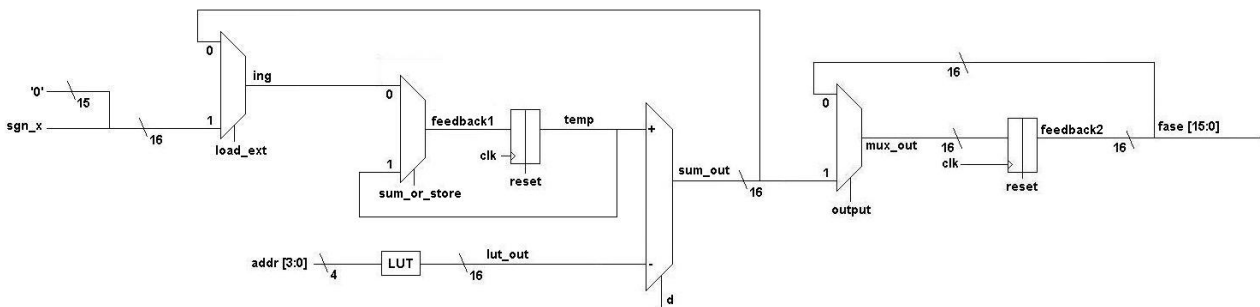 0
16
ing
'0'
15
0
16
0
1
sgn_x
16
load_ext
feedback1
temp
+
clk
reset
1
sum_or_store
mux_out
16
feedback2
16
fase [15:0]
clk
reset
sum_out
16
1
output
addr [3:0]
4
LUT
lut_out
16
-
d